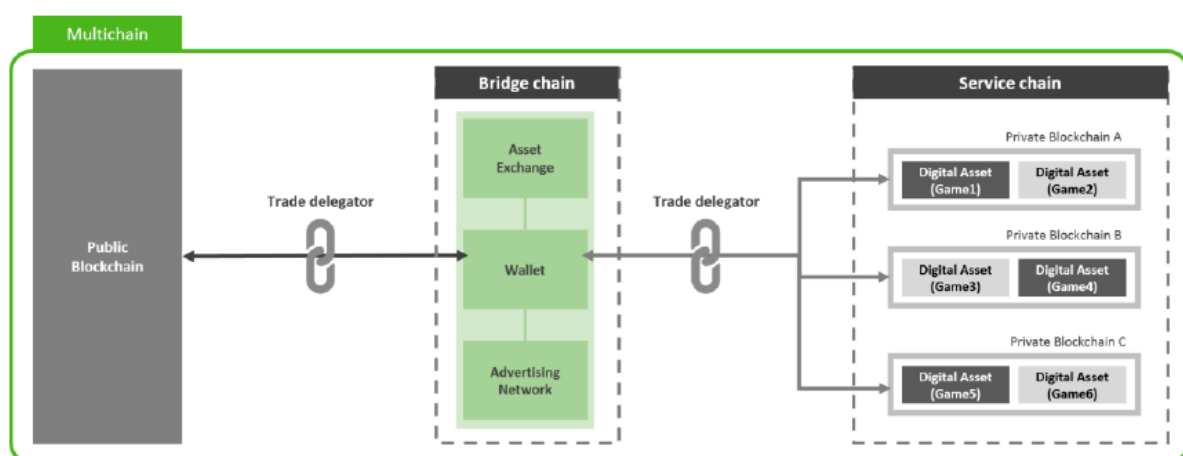 Multichain
Public
Blockchain
Trade delegator
Bridge chain
Asset
Exchange
Wallet
Advertising
Network
Trade delegator
Service chain
Private Blockchain A
Digital Asset
(Game1)
Digital Asset
(Game2)
Private Blockchain B
Digital Asset
(Game3)
Digital Asset
(Game4)
Private Blockchain C
Digital Asset
(Game5)
Digital Asset
(Game6)